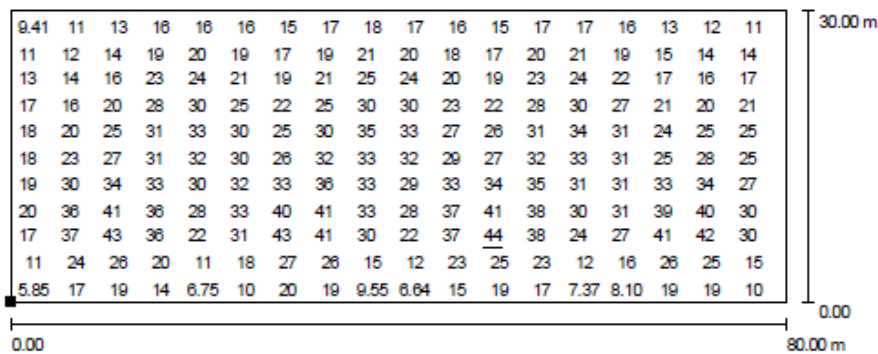 9.41 11 13 16 16 16 15 17 18 17 16 15 17 17 16 13 12 11 30.00 m
11 12 14 19 20 19 17 19 21 20 18 17 20 21 19 15 14 14
13 14 16 23 24 21 19 21 25 24 20 19 23 24 22 17 16 17
17 16 20 28 30 25 22 25 30 30 23 22 28 30 27 21 20 21
18 20 25 31 33 30 25 30 35 33 27 26 31 34 31 24 25 25
18 23 27 31 32 30 26 32 33 32 29 27 32 33 31 25 28 25
19 30 34 33 30 32 33 36 33 29 33 34 35 31 31 33 34 27
20 36 41 36 28 33 40 41 33 28 37 41 38 30 31 39 40 30
17 37 43 36 22 31 43 41 30 22 37 44 38 24 27 41 42 30
11 24 26 20 11 18 27 26 15 12 23 25 23 12 16 26 25 15
5.85 17 19 14 6.75 10 20 19 9.55 6.64 15 19 17 7.37 8.10 19 19 10
0.00
0.00 80.00 m